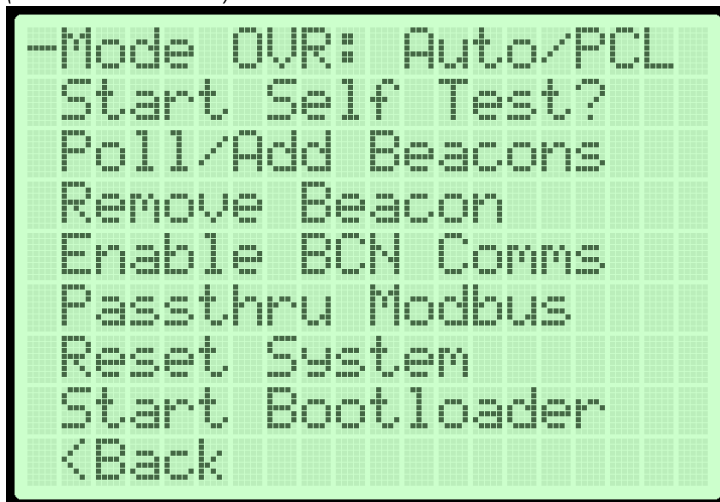 -Mode OVR: Auto/PCL
Start Self Test?
Poll/Add Beacons
Remove Beacon
Enable BCN Comms
Passthru Modbus
Reset System
Start Bootloader
<Back